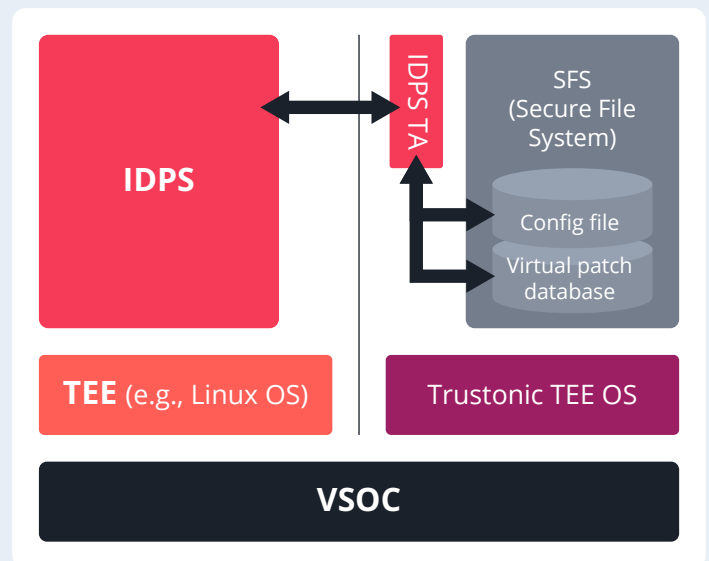 IDPS
IDPS TA
SFS
(Secure File
System)
Config file
Virtual patch
database
TEE (e.g., Linux OS)
Trustonic TEE OS
VSOC